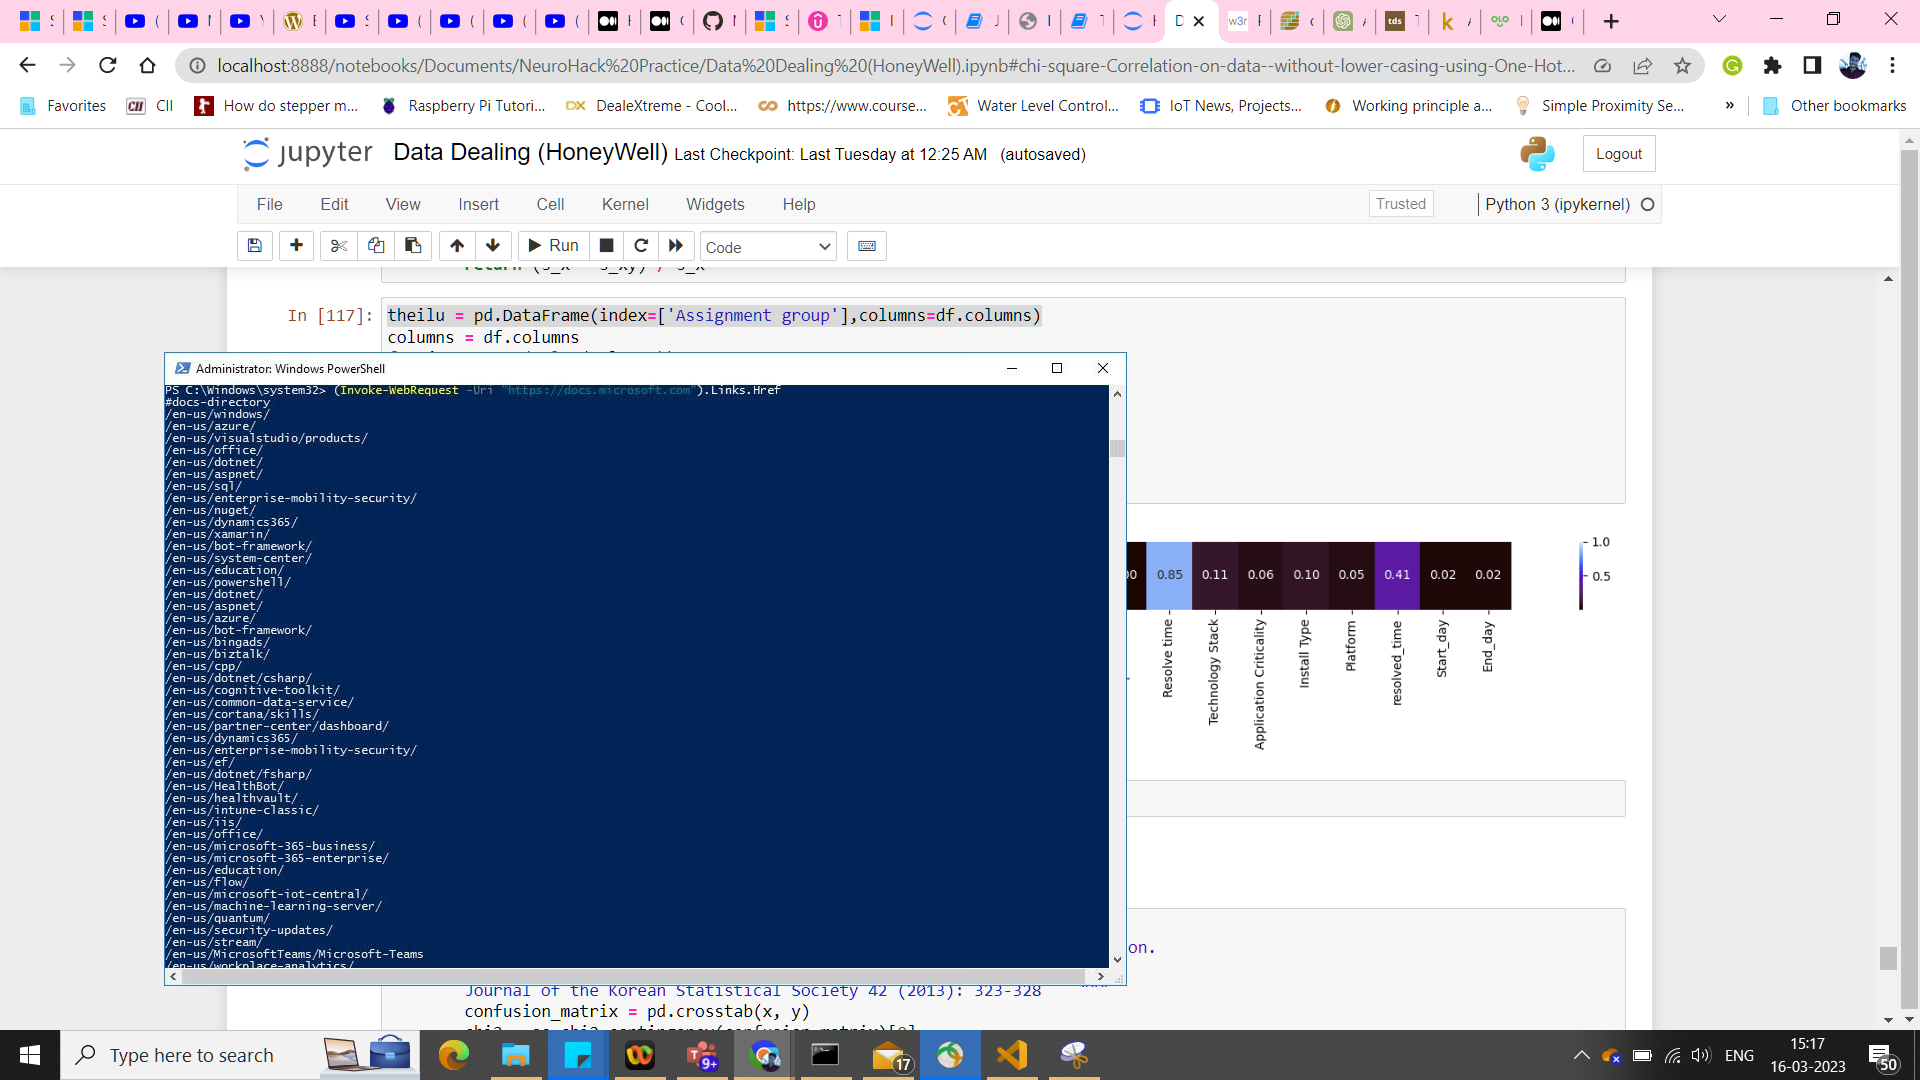 localhost:8888/notebooks/Documents/NeuroHack%20Practice/Data%20Dealing%20(HoneyWell).ipynb#chi-square-Correlation-on-data--without-lower-casing-using-One-Hot...
Favorites
CII
How do stepper m...
Raspberry Pi Tutori...
DealeXtreme - Cool...
https://www.course...
Water Level Control...
IoT News, Projects...
Working principle a...
Simple Proximity Se...
»
Other bookmarks
jupyter
Data Dealing (HoneyWell) Last Checkpoint: Last Tuesday at 12:25 AM (autosaved)
Logout
File
Edit
View
Insert
Cell
Kernel
Widgets
Help
Trusted
Python 3 (ipykernel)
Run
Code
In [117]:
theilu = pd.DataFrame(index=['Assignment group'],columns=df.columns)
columns = df.columns
Administrator: Windows PowerShell
PS C:\Windows\system32> (Invoke-WebRequest -Uri "https://docs.microsoft.com").Links.Href
#docs-directory
/en-us/windows/
/en-us/azure/
/en-us/visualstudio/products/
/en-us/office/
/en-us/dotnet/
/en-us/aspnet/
/en-us/sql/
/en-us/enterprise-mobility-security/
/en-us/nuget/
/en-us/dynamics365/
/en-us/xamarin/
/en-us/bot-framework/
/en-us/system-center/
/en-us/education/
/en-us/powershell/
/en-us/dotnet/
/en-us/aspnet/
/en-us/azure/
/en-us/bot-framework/
/en-us/bingads/
/en-us/biztalk/
/en-us/cpp/
/en-us/dotnet/csharp/
/en-us/cognitive-toolkit/
/en-us/common-data-service/
/en-us/cortana/skills/
/en-us/partner-center/dashboard/
/en-us/dynamics365/
/en-us/enterprise-mobility-security/
/en-us/ef/
/en-us/dotnet/fsharp/
/en-us/HealthBot/
/en-us/healthvault/
/en-us/intune-classic/
/en-us/iis/
/en-us/office/
/en-us/microsoft-365-business/
/en-us/microsoft-365-enterprise/
/en-us/education/
/en-us/flow/
/en-us/microsoft-iot-central/
/en-us/machine-learning-server/
/en-us/quantum/
/en-us/security-updates/
/en-us/stream/
/en-us/MicrosoftTeams/Microsoft-Teams
/en-us/workplace-analytics/
0.85 0.11 0.06 0.10 0.05 0.41 0.02 0.02
1.0
0.5
Resolve time
Technology Stack
Application Criticality
Install Type
Platform
resolved_time
Start_day
End_day
on.
Journal of the Korean Statistical Society 42 (2013): 323-328
confusion_matrix = pd.crosstab(x, y)
Type here to search
9+
17
ENG
15:17
16-03-2023
50